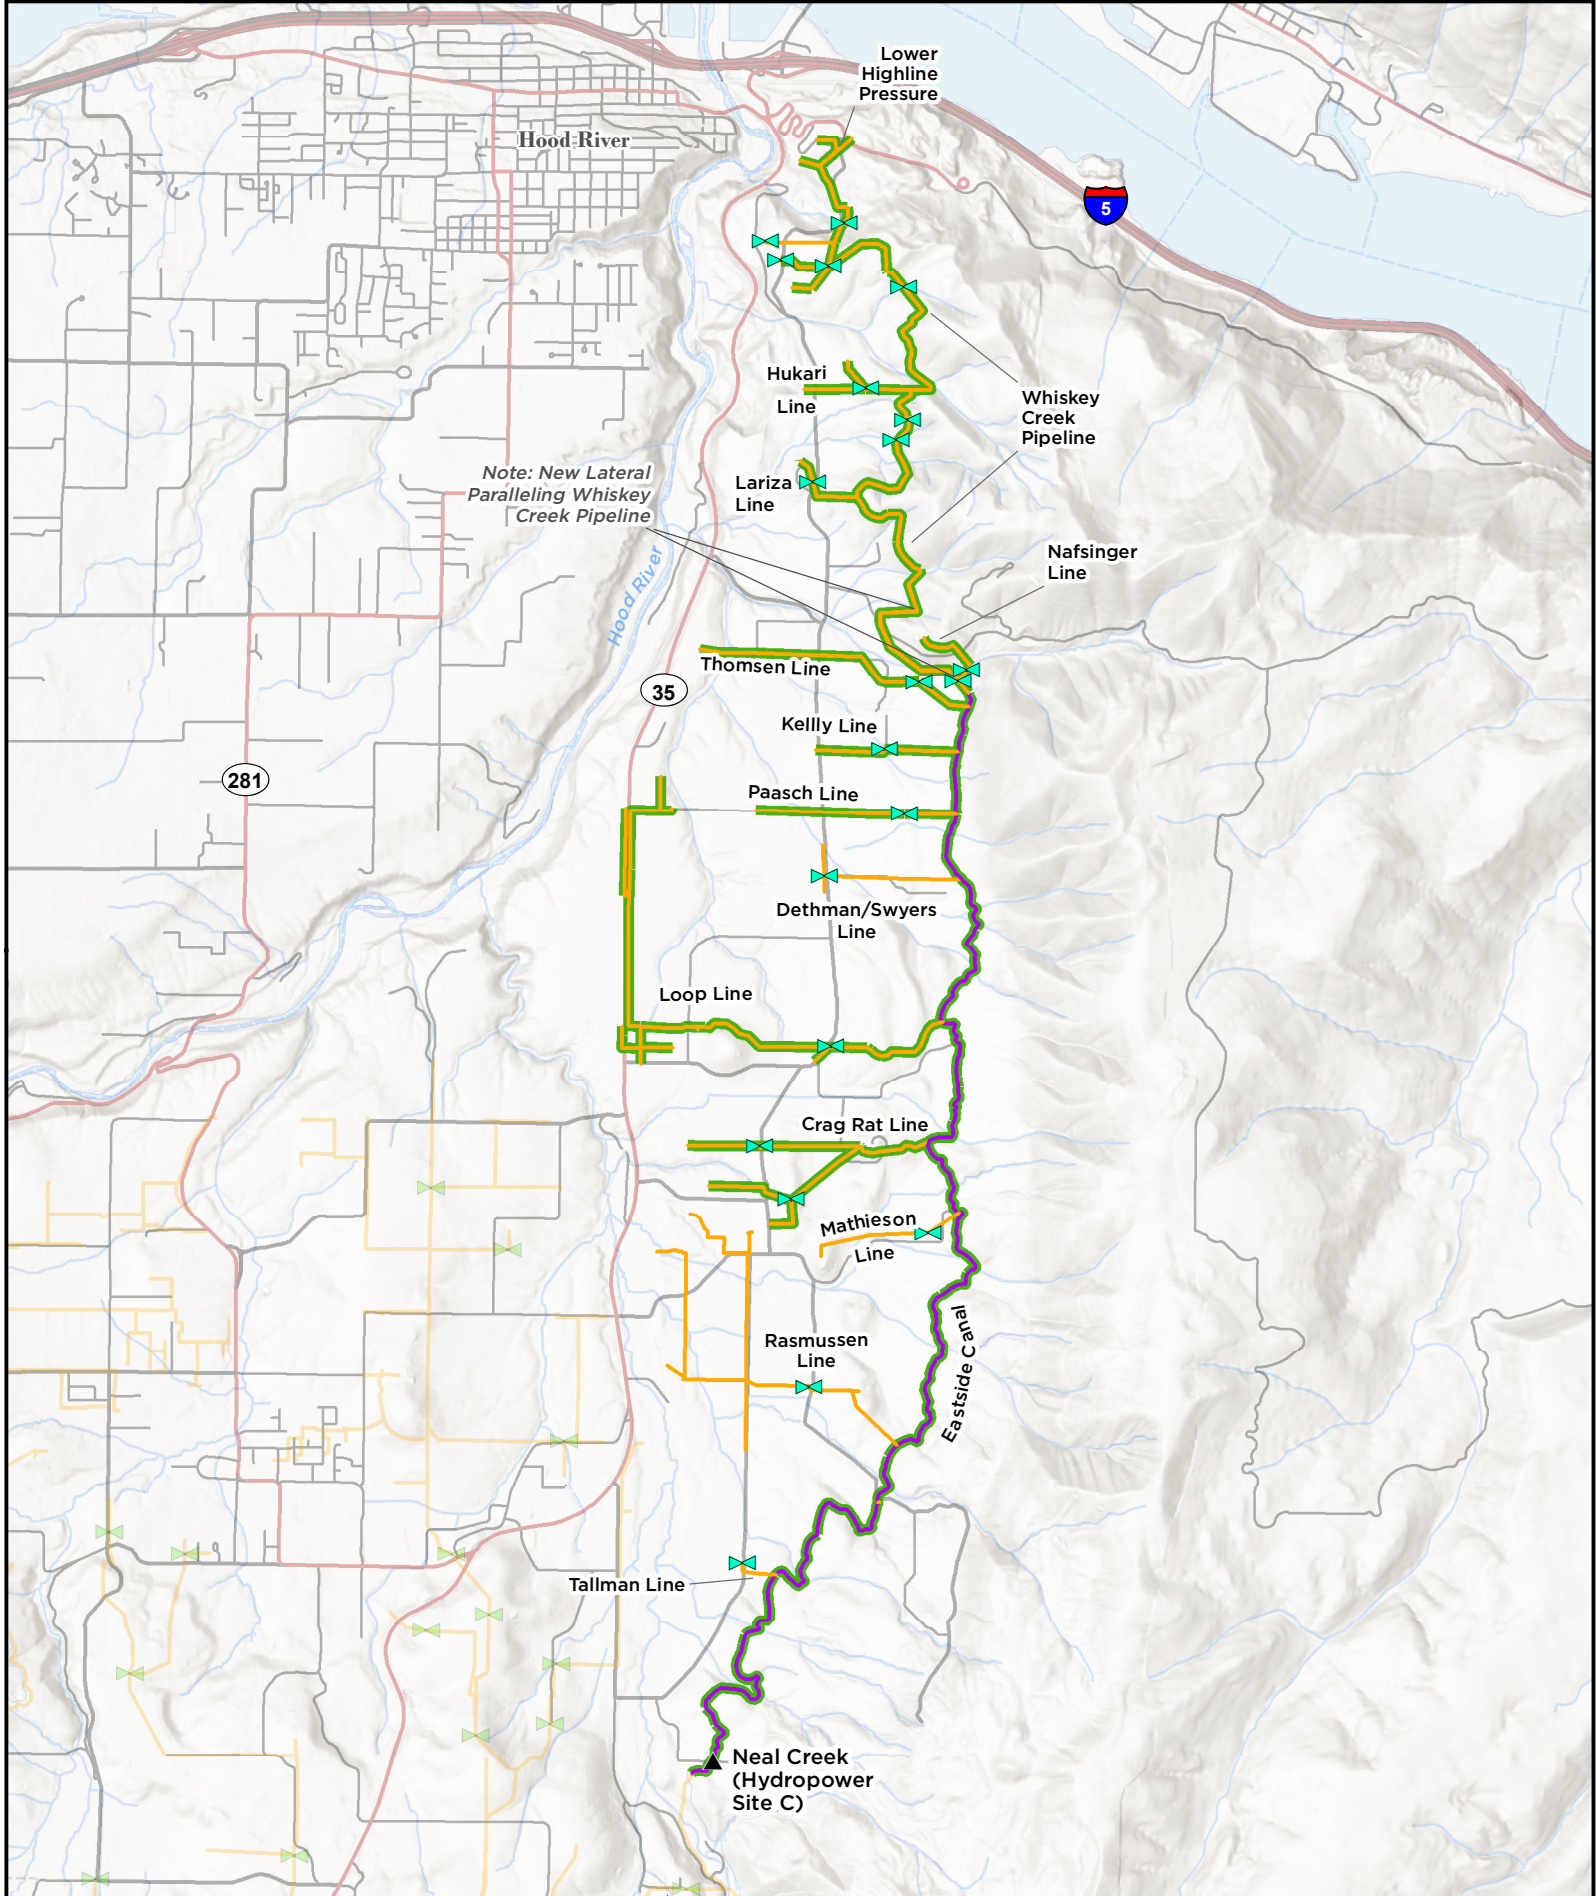 Lower
Highline
Pressure
Hood River
5
Hukari
Line
Whiskey
Creek
Pipeline
Note: New Lateral
Paralleling Whiskey
Creek Pipeline
Lariza
Line
Nafsinger
Line
Hood River
Thomsen Line
35
Kellly Line
281
Paasch Line
Dethman/Swyers
Line
Loop Line
Crag Rat Line
Mathieson
Line
Eastside Canal
Rasmussen
Line
Tallman Line
Neal Creek
(Hydropower
Site C)